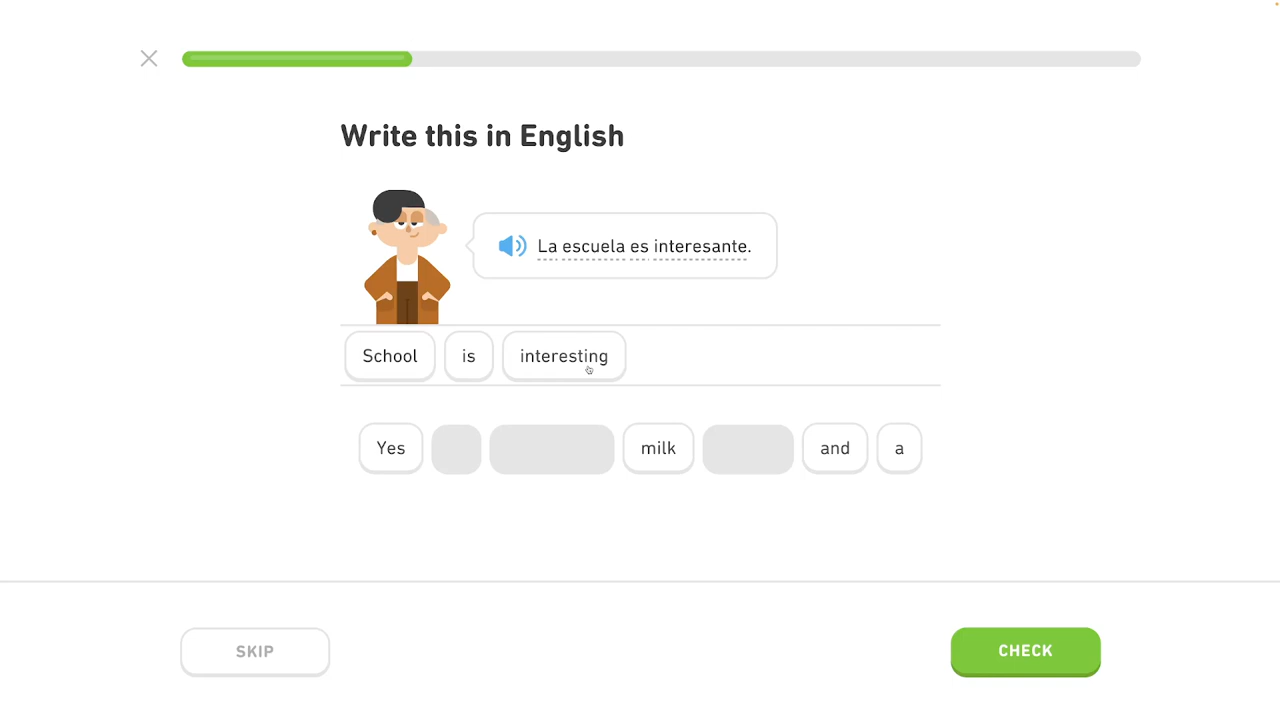 Write this in English
La escuela es interesante.
School is interesting
Yes milk and a
SKIP CHECK